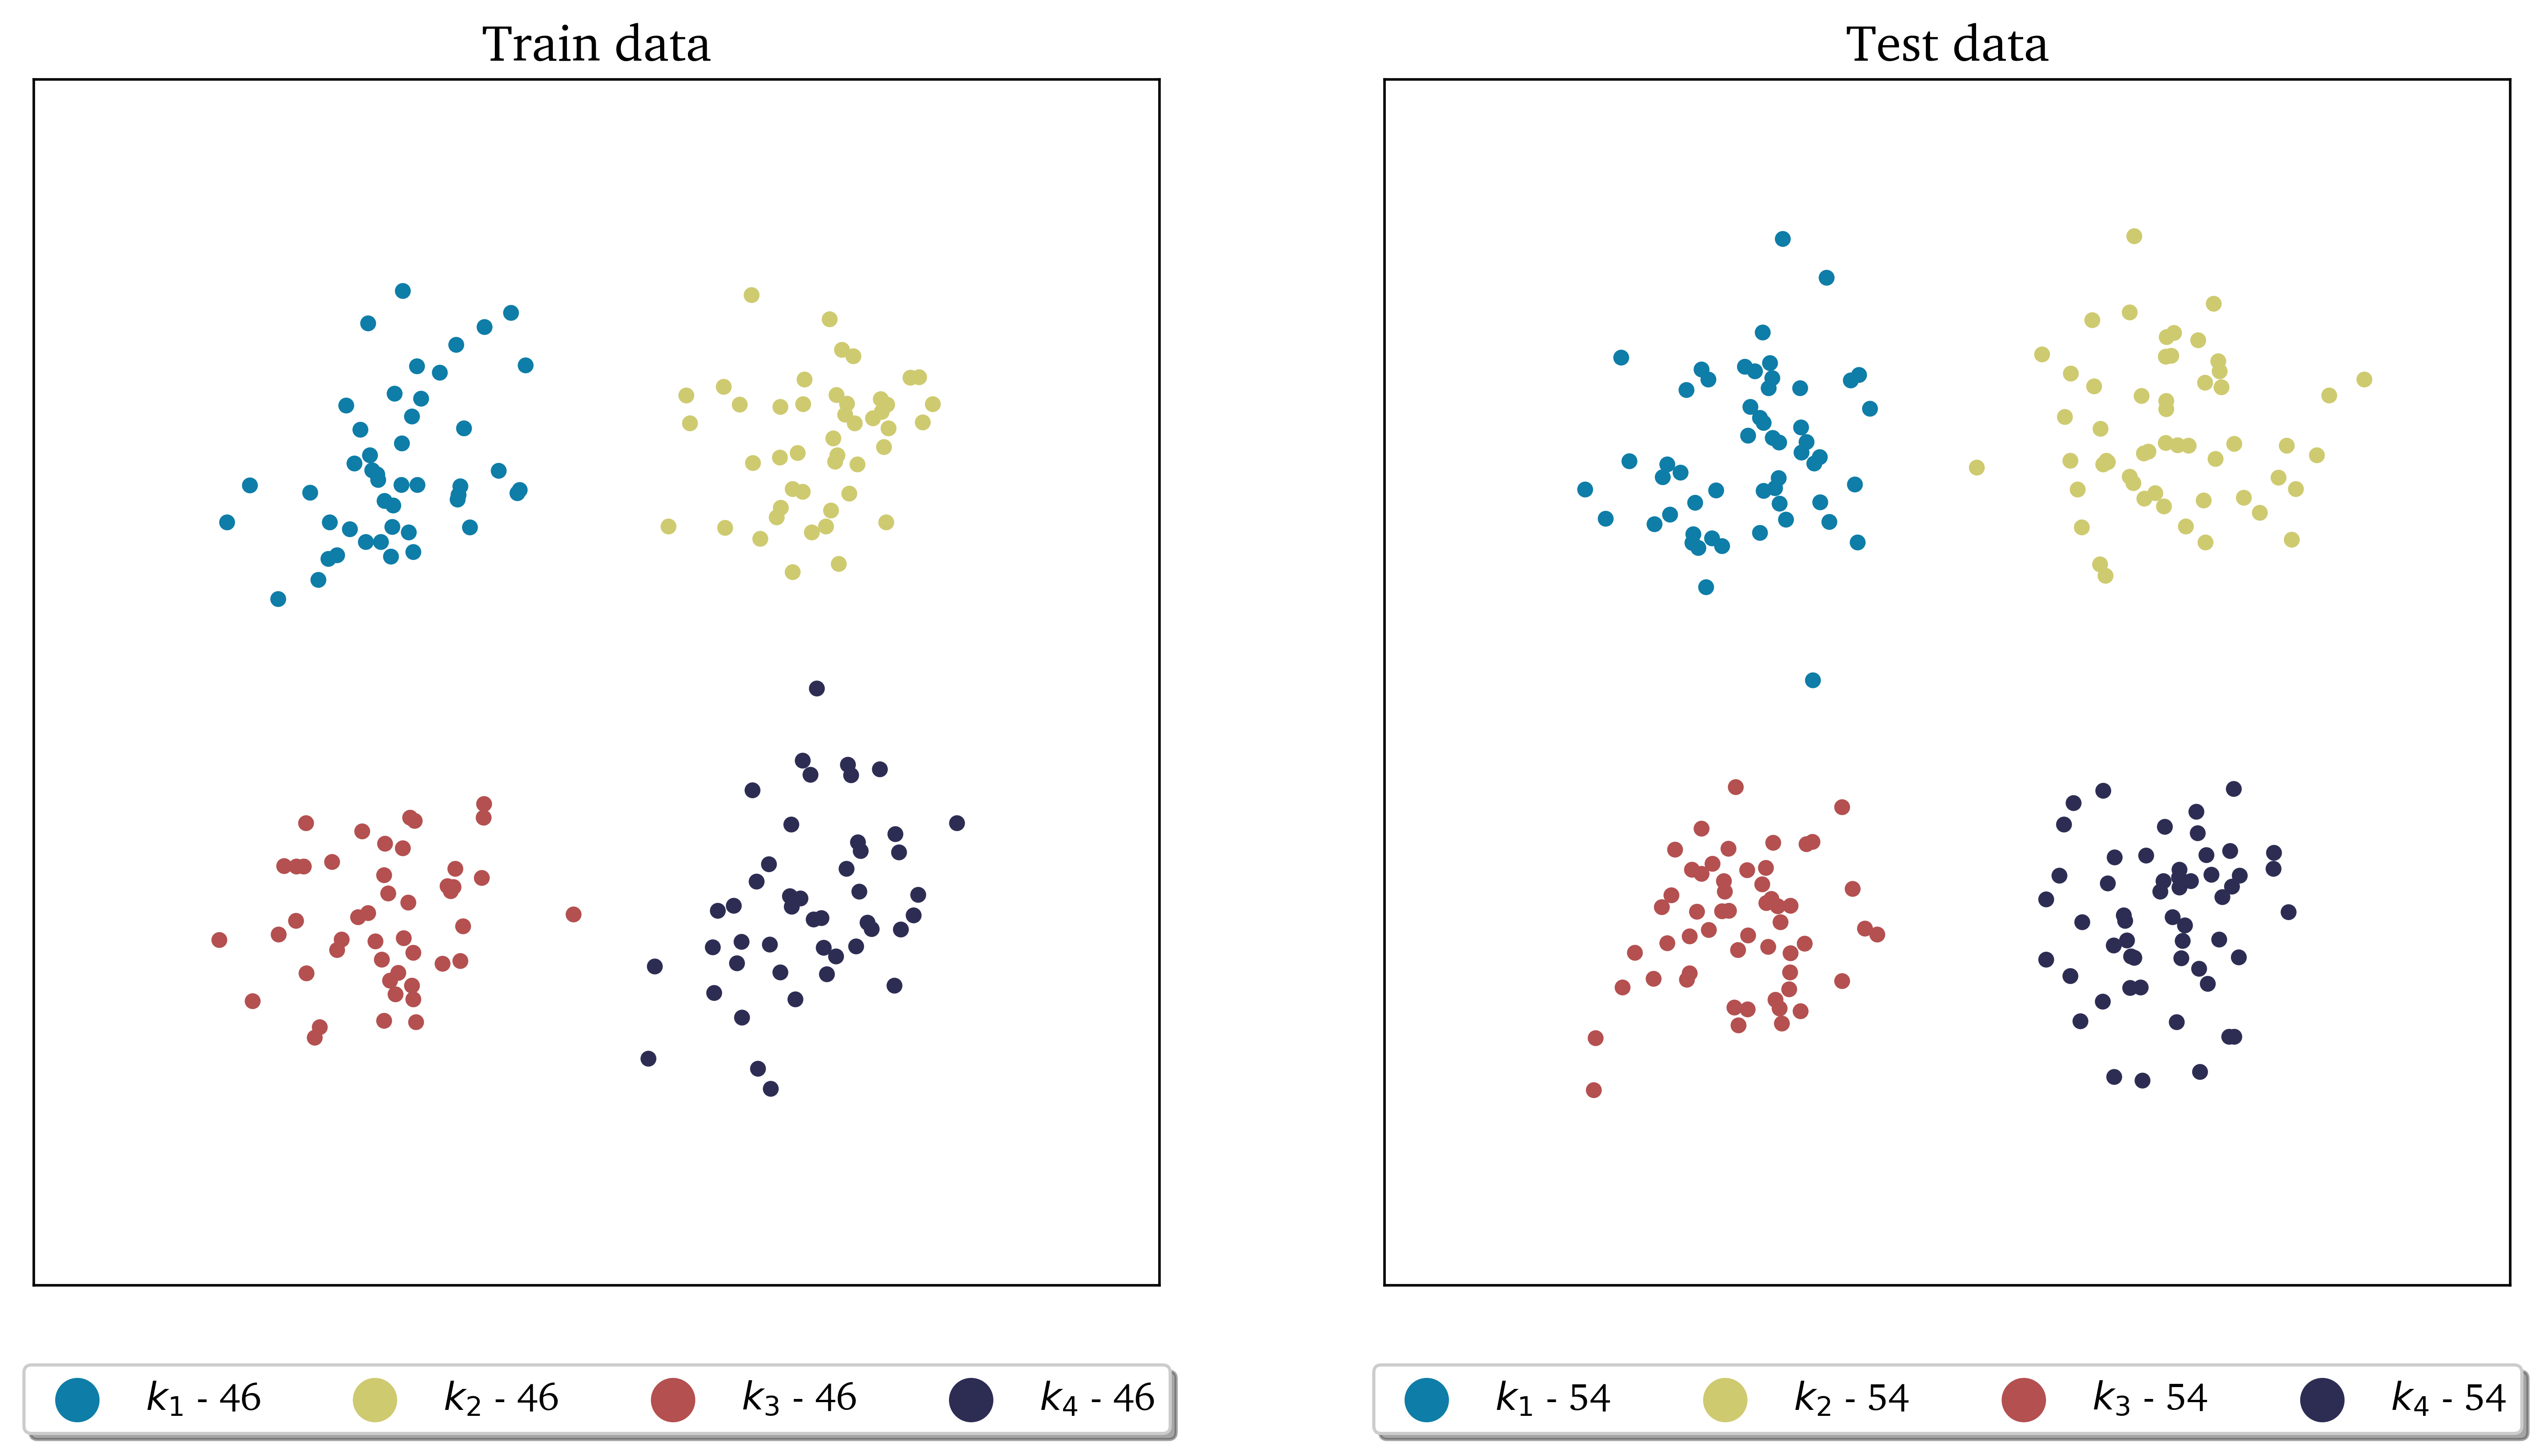 Train data
Test data
k₁ - 46 k₂ - 46 k₃ - 46 k₄ - 46
k₁ - 54 k₂ - 54 k₃ - 54 k₄ - 54